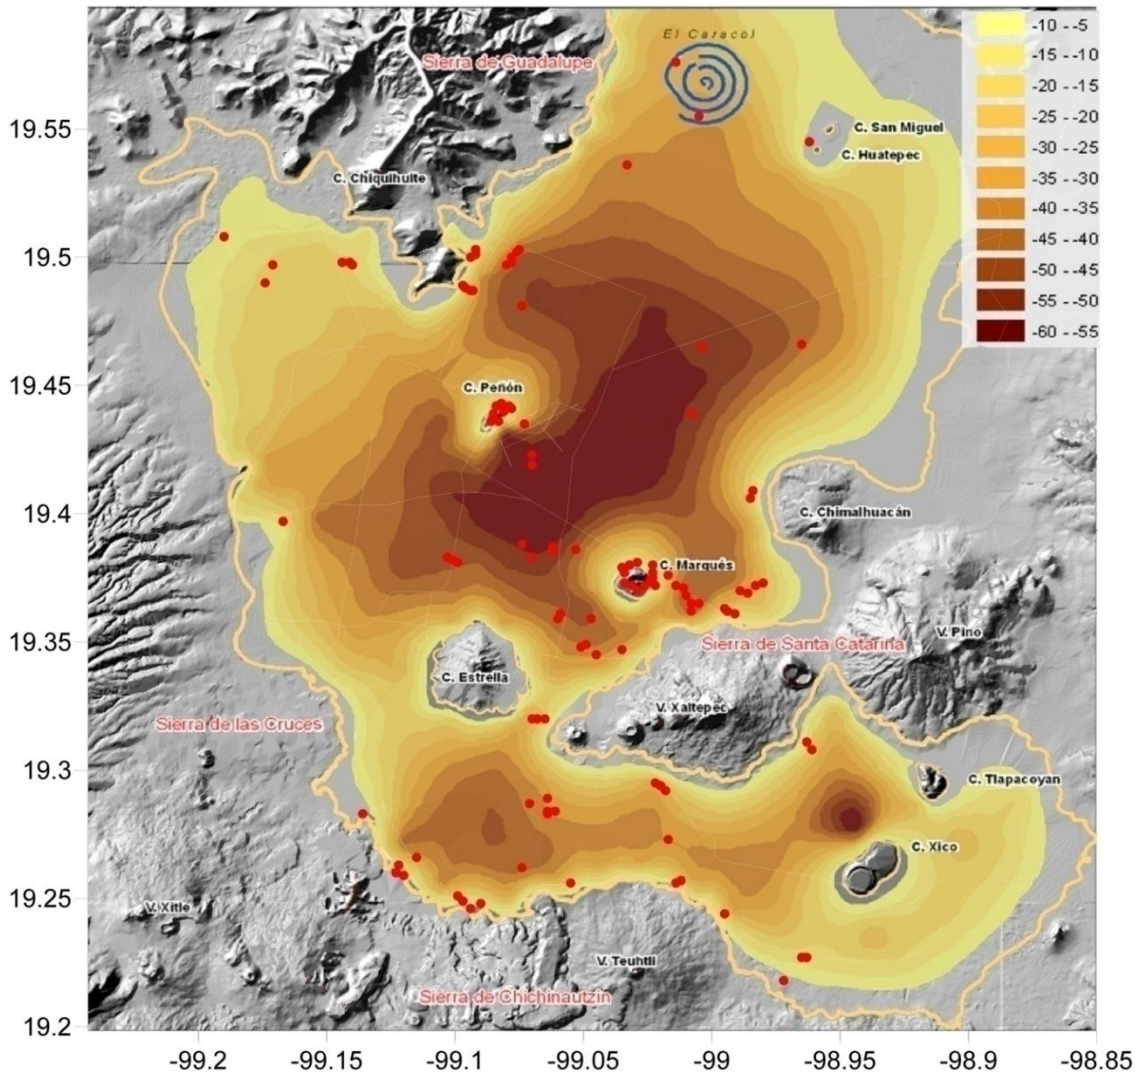 El Caracol
Sierra de Guadalupe
-10 - -5
-15 - -10
-20 - -15
-25 - -20
-30 - -25
-35 - -30
-40 - -35
-45 - -40
-50 - -45
-55 - -50
-60 - -55
C. San Miguel
C. Huatepec
C. Chiquihuite
C. Peñón
C. Chimalhuacán
C. Marqués
Sierra de Santa Catarina
V. Pino
C. Estrella
V. Xaltepec
Sierra de las Cruces
C. Tlapacoyan
C. Xico
V. Xitle
V. Teuhtli
Sierra de Chichinautzin
19.55
19.5
19.45
19.4
19.35
19.3
19.25
19.2
-99.2
-99.15
-99.1
-99.05
-99
-98.95
-98.9
-98.85